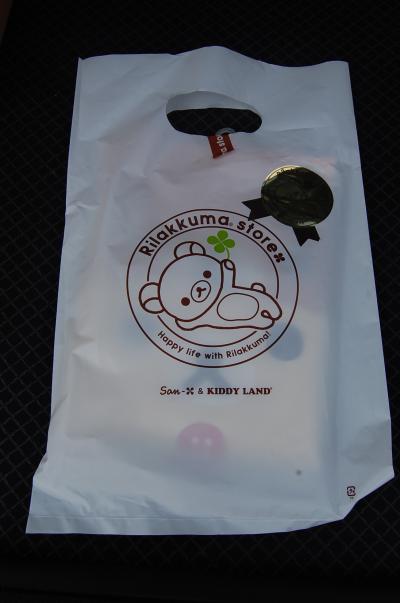 Rilakkuma® store
Happy life with Rilakkuma!
San-X & KIDDY LAND®